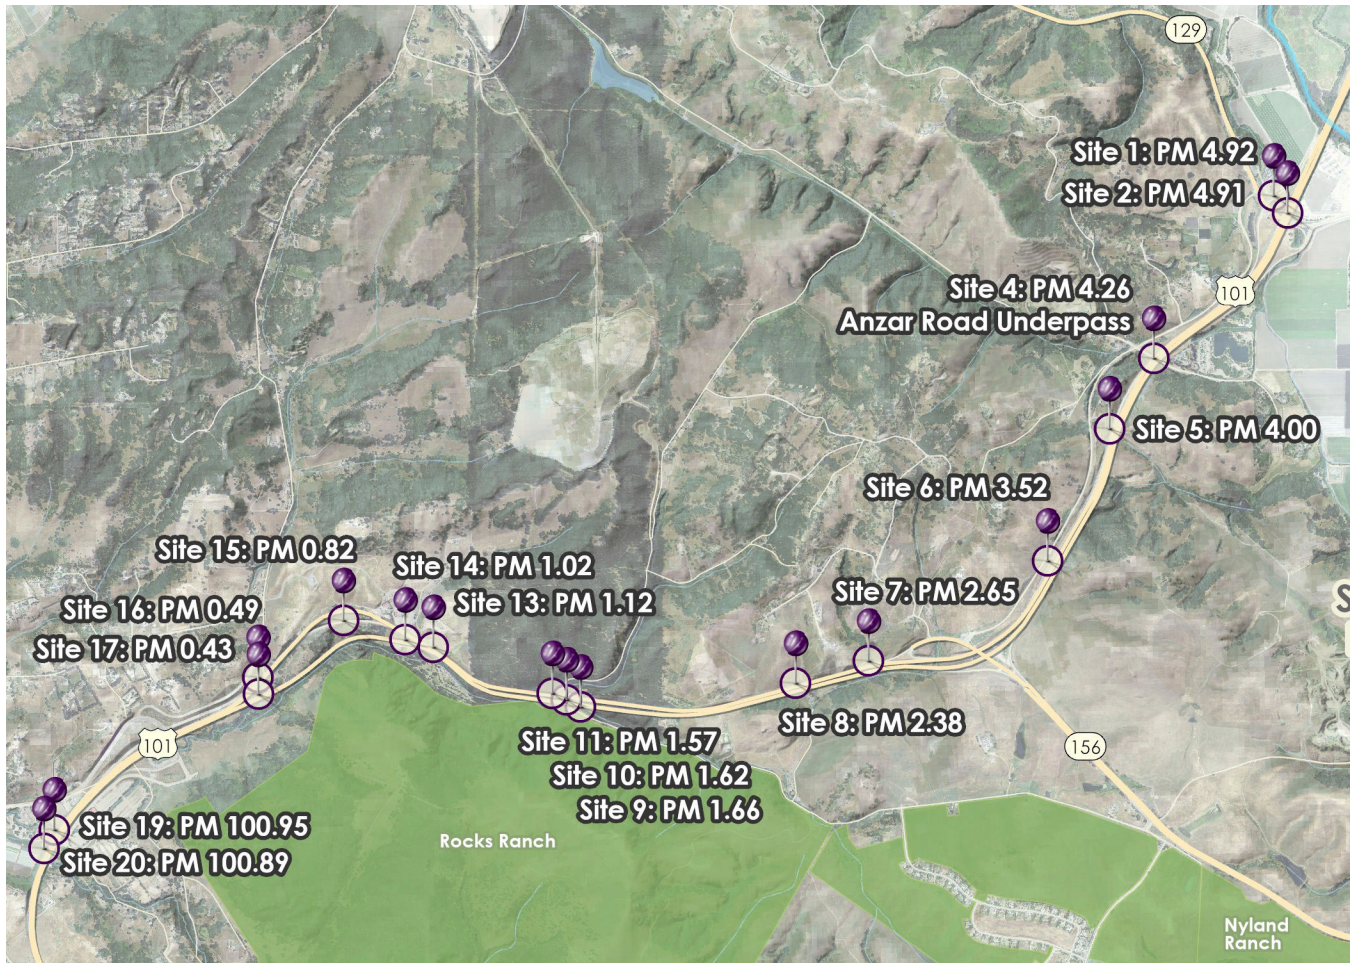 129
Site 1: PM 4.92
Site 2: PM 4.91
Site 4: PM 4.26
Anzar Road Underpass
101
Site 5: PM 4.00
Site 6: PM 3.52
Site 15: PM 0.82
Site 14: PM 1.02
Site 7: PM 2.65
Site 16: PM 0.49
Site 13: PM 1.12
Site 17: PM 0.43
S
Site 8: PM 2.38
101
Site 11: PM 1.57
156
Site 10: PM 1.62
Site 9: PM 1.66
Site 19: PM 100.95
Rocks Ranch
Site 20: PM 100.89
Nyland
Ranch